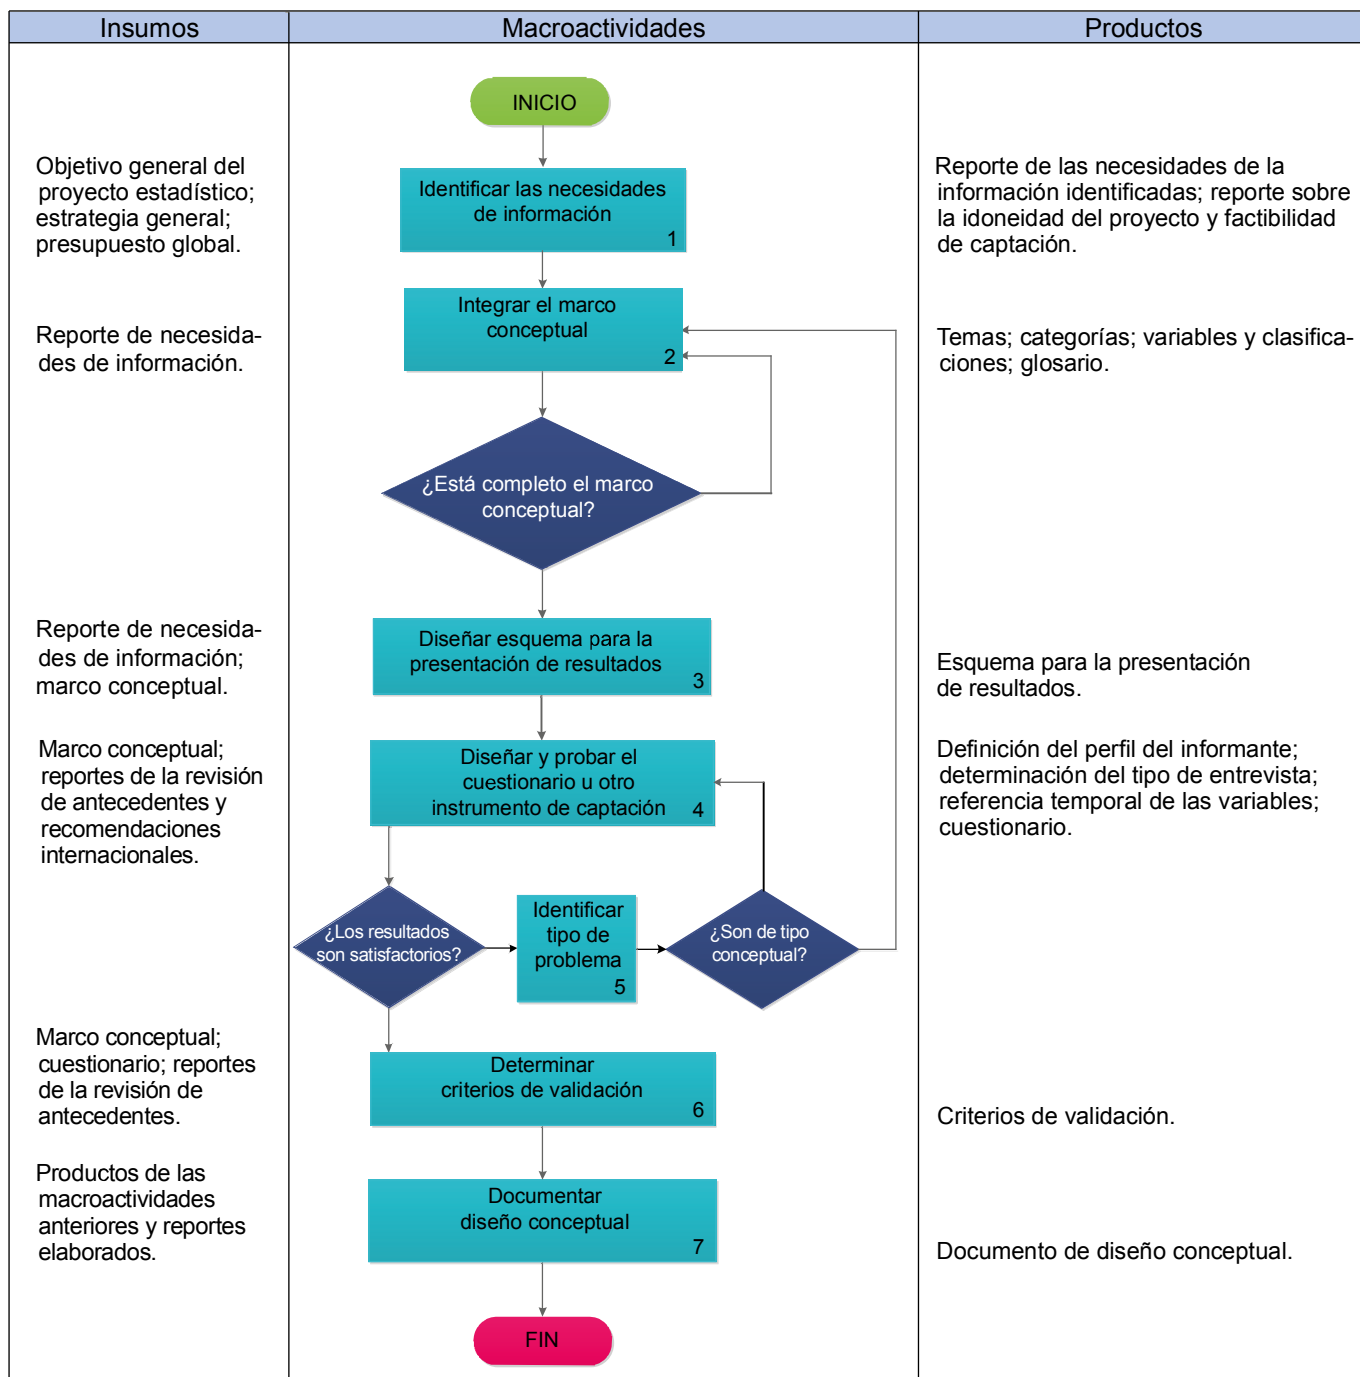 Insumos
Macroactividades
Productos
INICIO
Objetivo general del
proyecto estadístico;
estrategia general;
presupuesto global.
Identificar las necesidades
de información
1
Reporte de las necesidades de la
información identificadas; reporte sobre
la idoneidad del proyecto y factibilidad
de captación.
Reporte de necesida-
des de información.
Integrar el marco
conceptual
2
Temas; categorías; variables y clasifica-
ciones; glosario.
¿Está completo el marco
conceptual?
Reporte de necesida-
des de información;
marco conceptual.
Diseñar esquema para la
presentación de resultados
3
Esquema para la presentación
de resultados.
Marco conceptual;
reportes de la revisión
de antecedentes y
recomendaciones
internacionales.
Diseñar y probar el
cuestionario u otro
instrumento de captación
4
Definición del perfil del informante;
determinación del tipo de entrevista;
referencia temporal de las variables;
cuestionario.
¿Los resultados
son satisfactorios?
Identificar
tipo de
problema
5
¿Son de tipo
conceptual?
Marco conceptual;
cuestionario; reportes
de la revisión de
antecedentes.
Determinar
criterios de validación
6
Criterios de validación.
Productos de las
macroactividades
anteriores y reportes
elaborados.
Documentar
diseño conceptual
7
Documento de diseño conceptual.
FIN